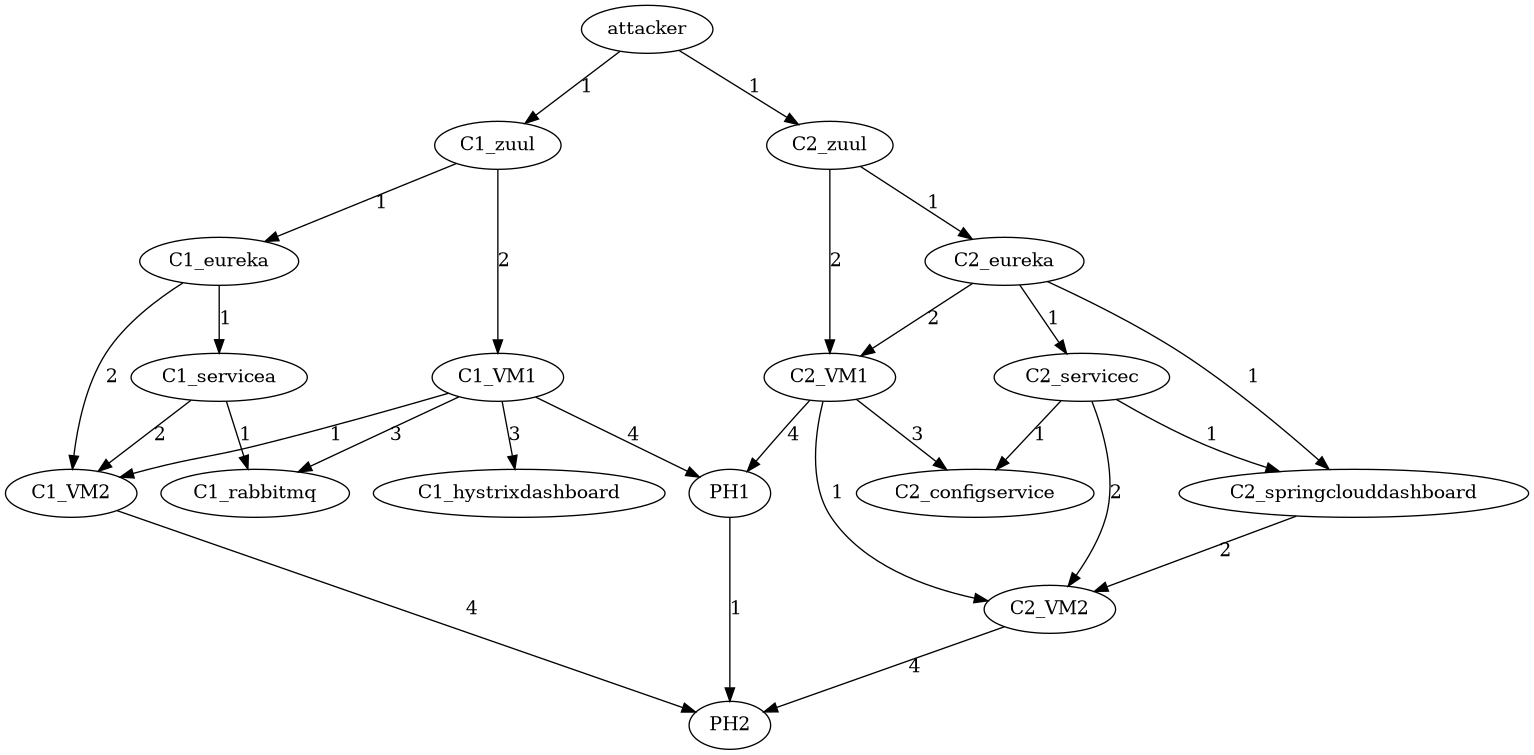 attacker
1
1
C1_zuul
C2_zuul
1
2
2
1
C1_eureka
C2_eureka
1
2
1
2
2
1
1
C1_servicea
C1_VM1
C2_VM1
C2_servicec
2
1
1
3
3
4
4
3
1
1
C1_VM2
C1_rabbitmq
C1_hystrixdashboard
PH1
1
C2_configservice
2
C2_springclouddashboard
2
4
1
C2_VM2
4
PH2